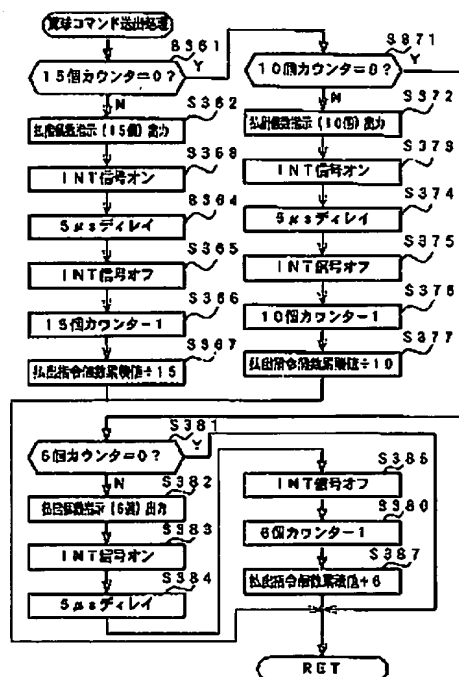 賞球コマンド送出処理
S361
15個カウンタ=0?
Y
N
S362
払出個数指示(15個)出力
S363
INT信号オン
S364
5μsディレイ
S365
INT信号オフ
S366
15個カウンタ-1
S367
払出指令個数累積値+15
S371
10個カウンタ=0?
Y
N
S372
払出個数指示(10個)出力
S373
INT信号オン
S374
5μsディレイ
S375
INT信号オフ
S376
10個カウンタ-1
S377
払出指令個数累積値+10
S381
6個カウンタ=0?
Y
N
S382
払出個数指示(6個)出力
S383
INT信号オン
S384
5μsディレイ
S385
INT信号オフ
S386
6個カウンタ-1
S387
払出指令個数累積値+6
RET